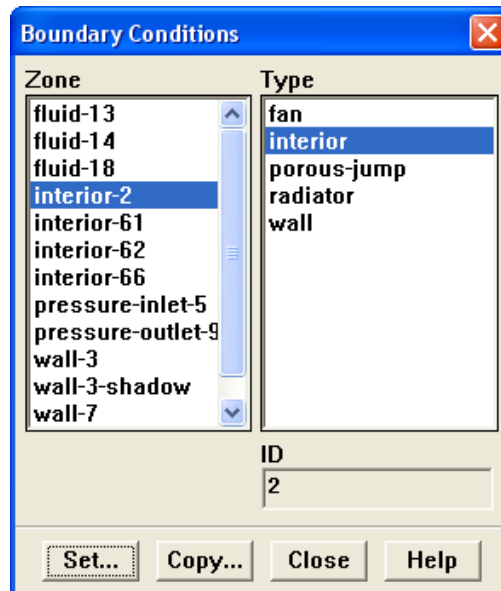 Boundary Conditions
Zone
fluid-13
fluid-14
fluid-18
interior-2
interior-61
interior-62
interior-66
pressure-inlet-5
pressure-outlet-9
wall-3
wall-3-shadow
wall-7
Type
fan
interior
porous-jump
radiator
wall
ID
2
Set...
Copy...
Close
Help